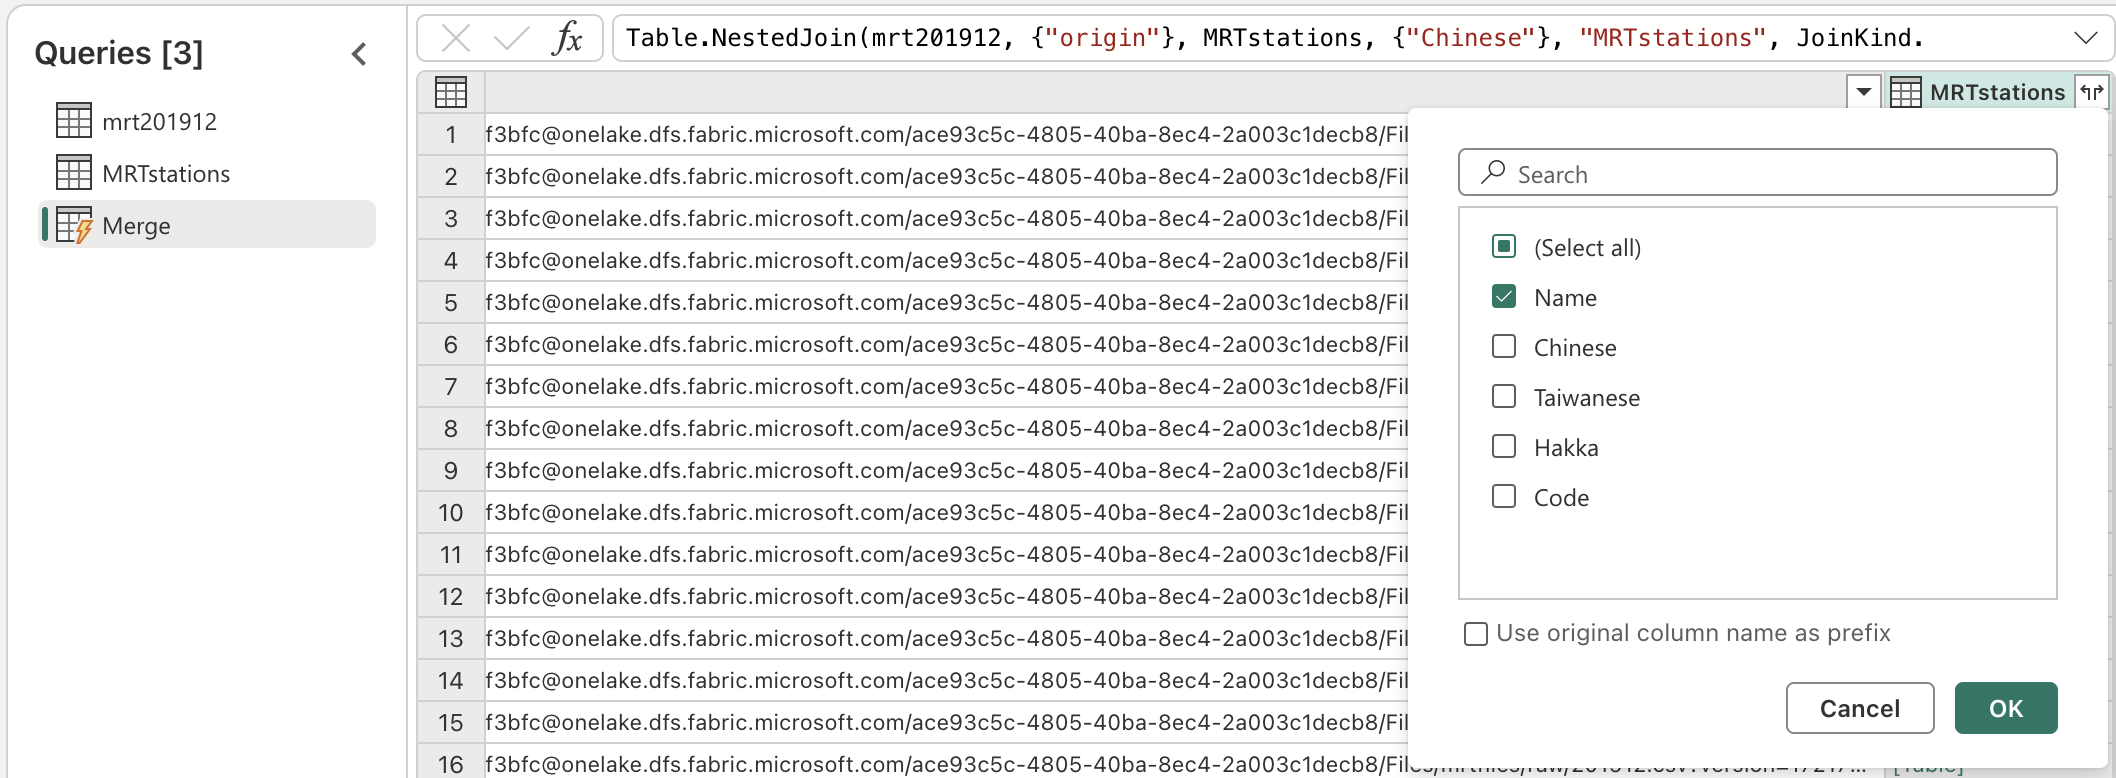 Queries [3]
mrt201912
MRTstations
Merge
fx
Table.NestedJoin(mrt201912, {"origin"}, MRTstations, {"Chinese"}, "MRTstations", JoinKind.
MRTstations
1 f3bfc@onelake.dfs.fabric.microsoft.com/ace93c5c-4805-40ba-8ec4-2a003c1decb8/Fil
2 f3bfc@onelake.dfs.fabric.microsoft.com/ace93c5c-4805-40ba-8ec4-2a003c1decb8/Fil
3 f3bfc@onelake.dfs.fabric.microsoft.com/ace93c5c-4805-40ba-8ec4-2a003c1decb8/Fil
4 f3bfc@onelake.dfs.fabric.microsoft.com/ace93c5c-4805-40ba-8ec4-2a003c1decb8/Fil
5 f3bfc@onelake.dfs.fabric.microsoft.com/ace93c5c-4805-40ba-8ec4-2a003c1decb8/Fil
6 f3bfc@onelake.dfs.fabric.microsoft.com/ace93c5c-4805-40ba-8ec4-2a003c1decb8/Fil
7 f3bfc@onelake.dfs.fabric.microsoft.com/ace93c5c-4805-40ba-8ec4-2a003c1decb8/Fil
8 f3bfc@onelake.dfs.fabric.microsoft.com/ace93c5c-4805-40ba-8ec4-2a003c1decb8/Fil
9 f3bfc@onelake.dfs.fabric.microsoft.com/ace93c5c-4805-40ba-8ec4-2a003c1decb8/Fil
10 f3bfc@onelake.dfs.fabric.microsoft.com/ace93c5c-4805-40ba-8ec4-2a003c1decb8/Fil
11 f3bfc@onelake.dfs.fabric.microsoft.com/ace93c5c-4805-40ba-8ec4-2a003c1decb8/Fil
12 f3bfc@onelake.dfs.fabric.microsoft.com/ace93c5c-4805-40ba-8ec4-2a003c1decb8/Fil
13 f3bfc@onelake.dfs.fabric.microsoft.com/ace93c5c-4805-40ba-8ec4-2a003c1decb8/Fil
14 f3bfc@onelake.dfs.fabric.microsoft.com/ace93c5c-4805-40ba-8ec4-2a003c1decb8/Fil
15 f3bfc@onelake.dfs.fabric.microsoft.com/ace93c5c-4805-40ba-8ec4-2a003c1decb8/Fil
16 f3bfc@onelake.dfs.fabric.microsoft.com/ace93c5c-4805-40ba-8ec4-2a003c1decb8/Fil
[Table]
Search
(Select all)
Name
Chinese
Taiwanese
Hakka
Code
Use original column name as prefix
Cancel
OK